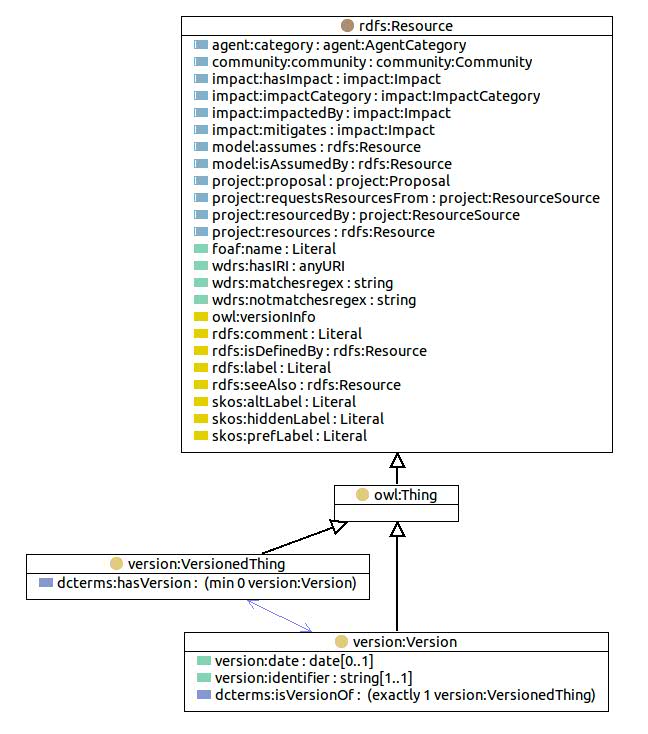 rdfs:Resource
agent:category : agent:AgentCategory
community:community : community:Community
impact:hasImpact : impact:Impact
impact:impactCategory : impact:ImpactCategory
impact:impactedBy : impact:Impact
impact:mitigates : impact:Impact
model:assumes : rdfs:Resource
model:isAssumedBy : rdfs:Resource
project:proposal : project:Proposal
project:requestsResourcesFrom : project:ResourceSource
project:resourcedBy : project:ResourceSource
project:resources : rdfs:Resource
foaf:name : Literal
wdrs:hasIRI : anyURI
wdrs:matchesregex : string
wdrs:notmatchesregex : string
owl:versionInfo
rdfs:comment : Literal
rdfs:isDefinedBy : rdfs:Resource
rdfs:label : Literal
rdfs:seeAlso : rdfs:Resource
skos:altLabel : Literal
skos:hiddenLabel : Literal
skos:prefLabel : Literal
owl:Thing
version:VersionedThing
dcterms:hasVersion : (min 0 version:Version)
version:Version
version:date : date[0..1]
version:identifier : string[1..1]
dcterms:isVersionOf : (exactly 1 version:VersionedThing)